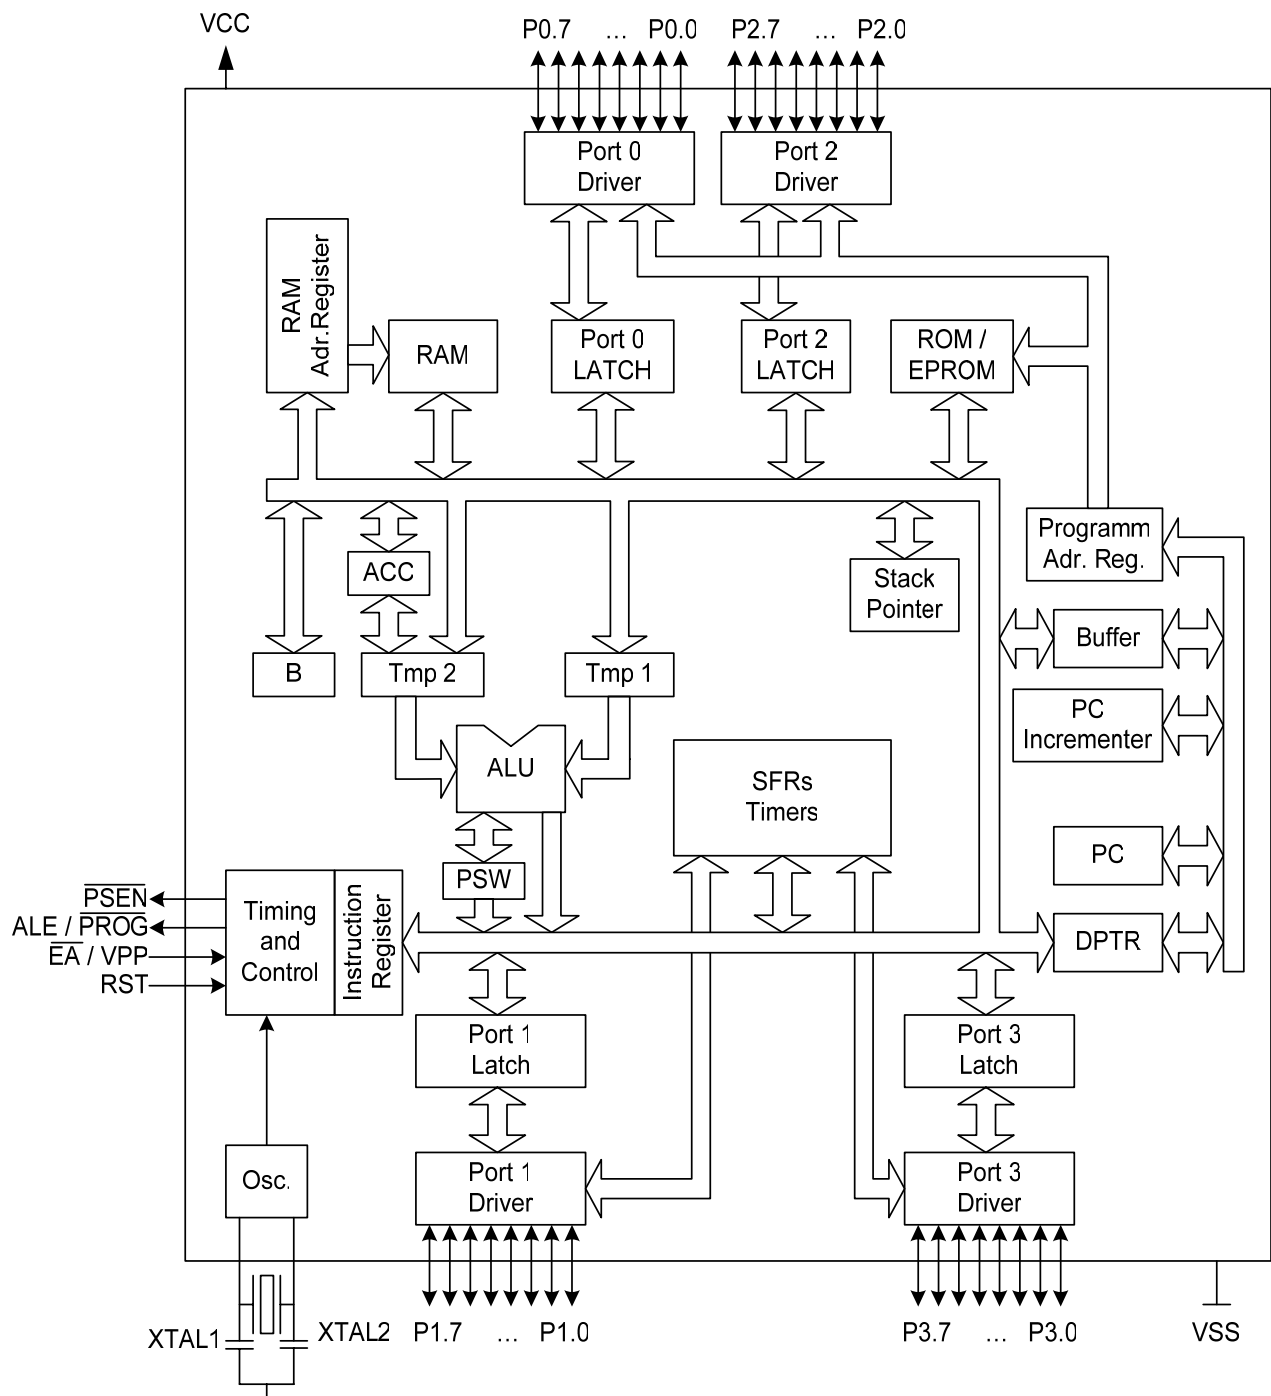 VCC
P0.7 ... P0.0
P2.7 ... P2.0
Port 0
Driver
Port 2
Driver
RAM
Adr.Register
RAM
Port 0
LATCH
Port 2
LATCH
ROM /
EPROM
Programm
Adr. Reg.
ACC
Stack
Pointer
Buffer
B
Tmp 2
Tmp 1
PC
Incrementer
ALU
SFRs
Timers
PC
PSW
PSEN
ALE / PROG
EA / VPP
RST
Timing
and
Control
Instruction
Register
DPTR
Port 1
Latch
Port 3
Latch
Osc.
Port 1
Driver
Port 3
Driver
XTAL1
XTAL2
P1.7 ... P1.0
P3.7 ... P3.0
VSS